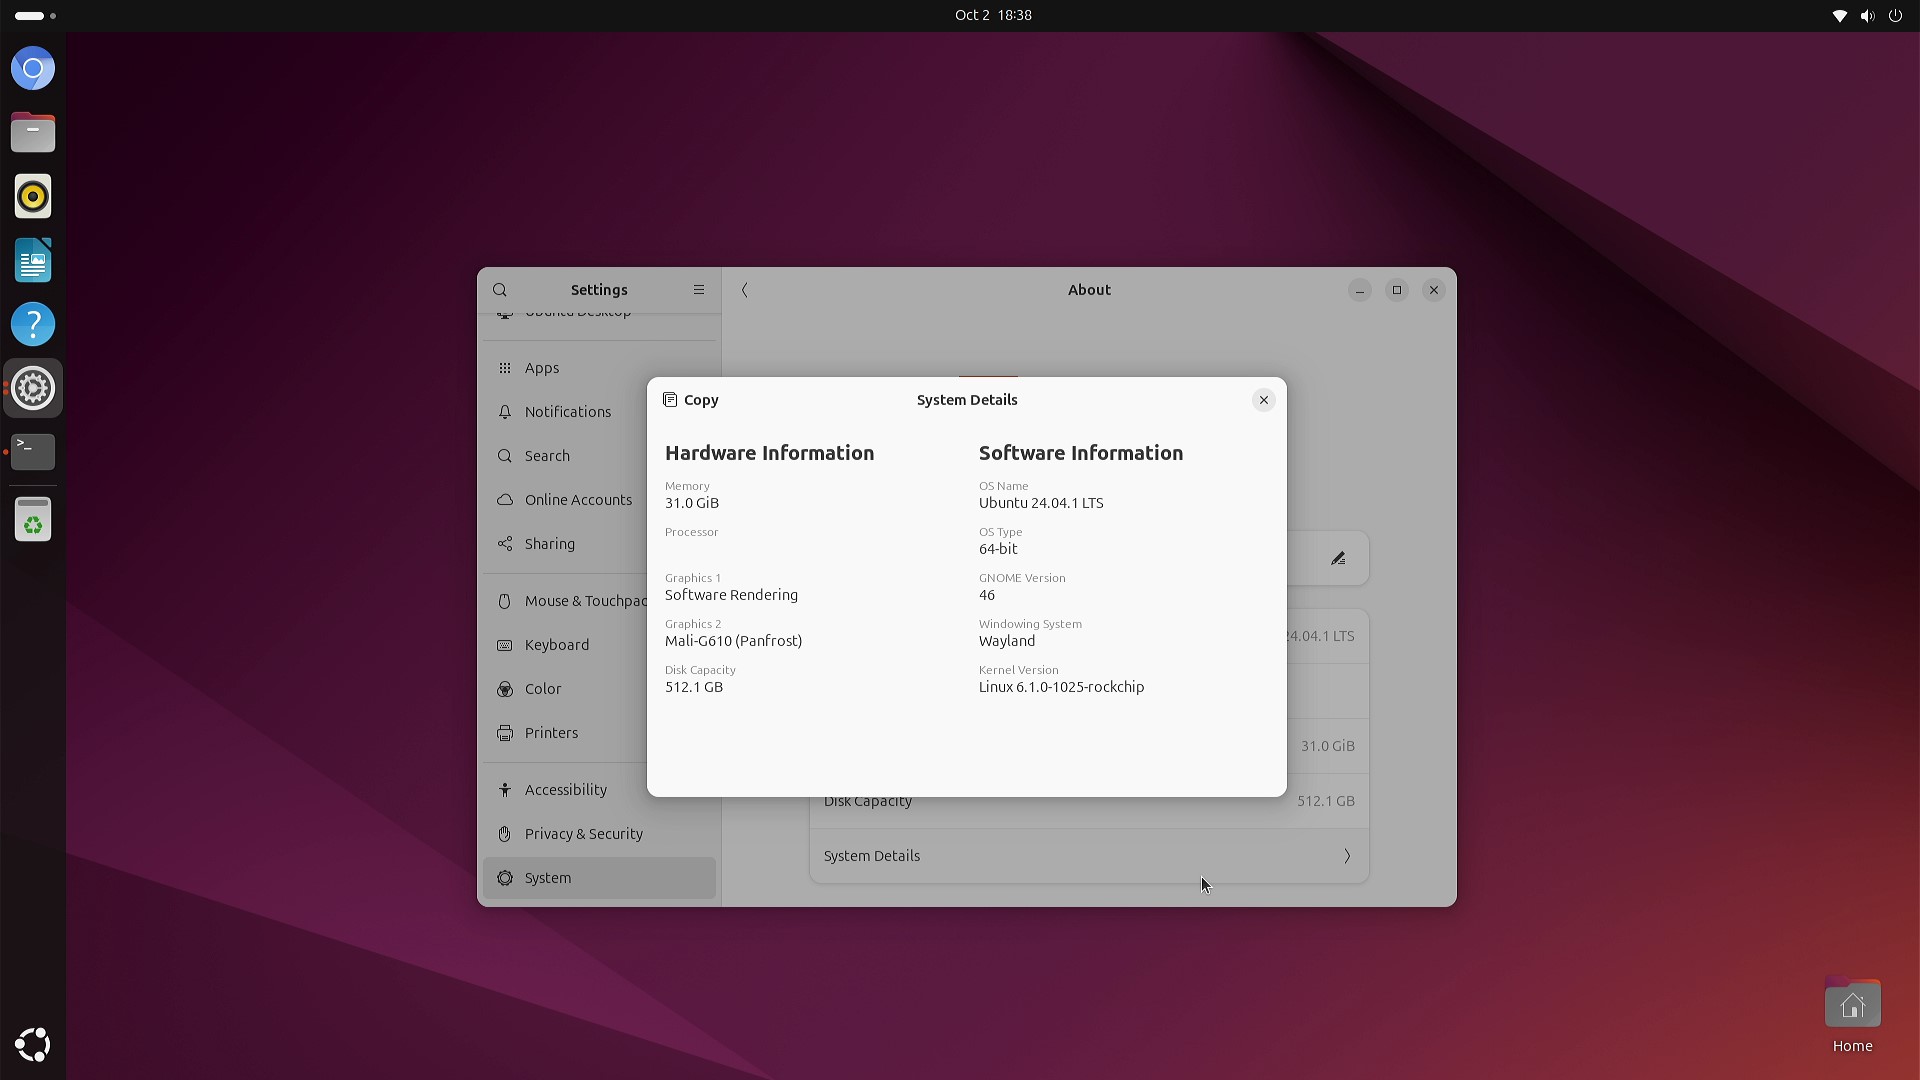 Oct 2 18:38
Settings
About
Ubuntu Desktop
Apps
Notifications
Search
Online Accounts
Sharing
Mouse & Touchpad
Keyboard
Color
Printers
Accessibility
Privacy & Security
System
Copy
System Details
Hardware Information
Memory
31.0 GiB
Processor
Graphics 1
Software Rendering
Graphics 2
Mali-G610 (Panfrost)
Disk Capacity
512.1 GB
Software Information
OS Name
Ubuntu 24.04.1 LTS
OS Type
64-bit
GNOME Version
46
Windowing System
Wayland
Kernel Version
Linux 6.1.0-1025-rockchip
24.04.1 LTS
31.0 GiB
Disk Capacity
512.1 GB
System Details
Home